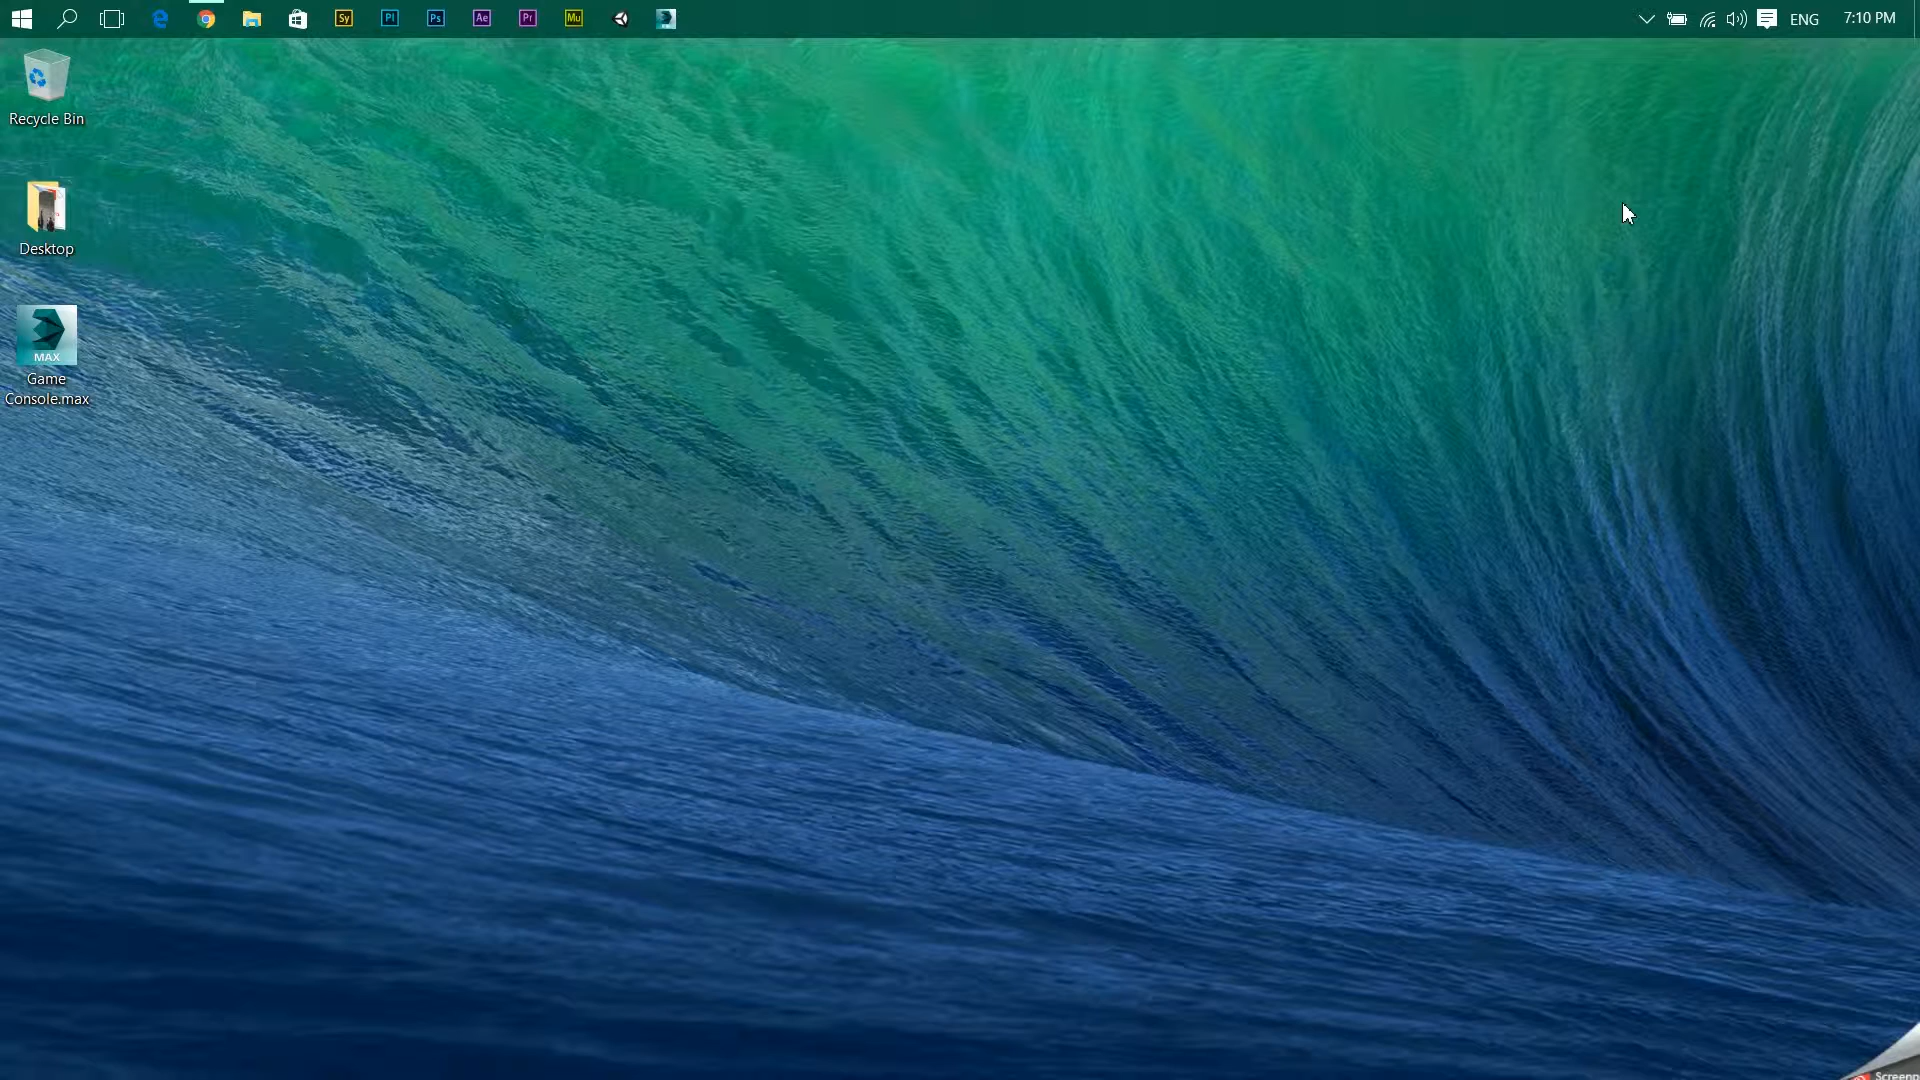 Sy
Pl
Ps
Ae
Pr
Mu
ENG
7:10 PM
Recycle Bin
Desktop
MAX
Game
Console.max